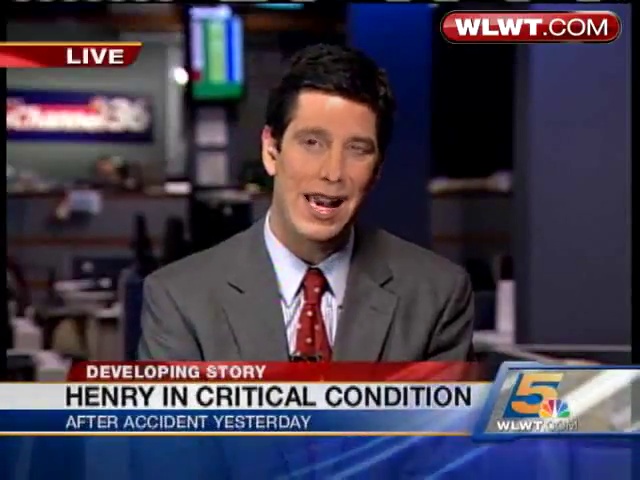 WLWT.COM
LIVE
DEVELOPING STORY
HENRY IN CRITICAL CONDITION
AFTER ACCIDENT YESTERDAY
5
WLWT.COM